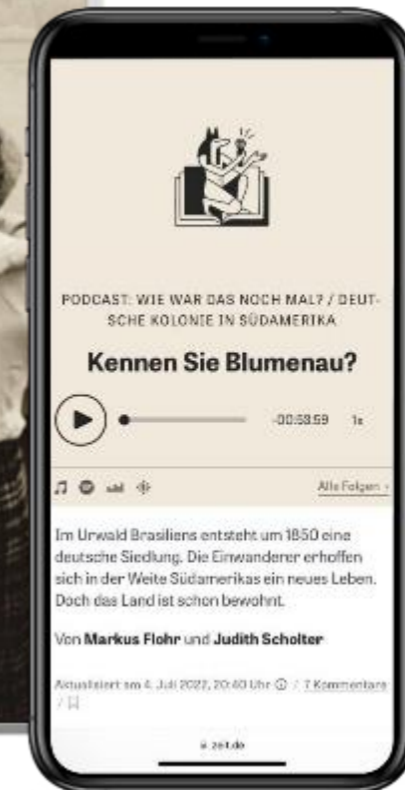 PODCAST: WIE WAR DAS NOCH MAL? / DEUT-
SCHE KOLONIE IN SÜDAMERIKA
Kennen Sie Blumenau?
-00:53:59 1x
Alle Folgen ›
Im Urwald Brasiliens entsteht um 1850 eine
deutsche Siedlung. Die Einwanderer erhoffen
sich in der Weite Südamerikas ein neues Leben.
Doch das Land ist schon bewohnt.
Von Markus Flohr und Judith Scholter
Aktualisiert am 4. Juli 2022, 20:40 Uhr / 7 Kommentare
/
zeit.de